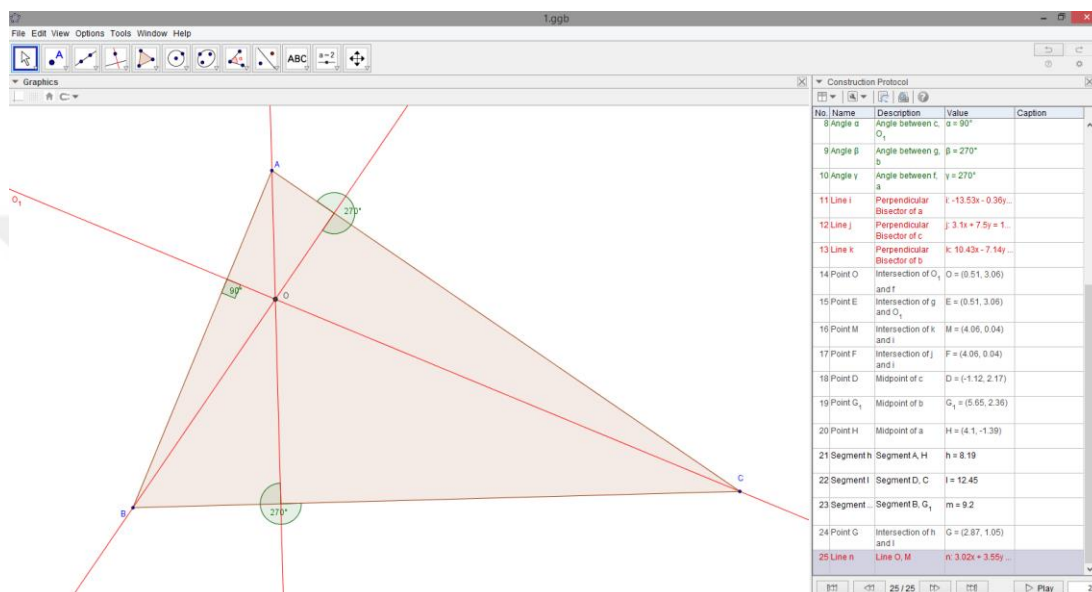 1.ggb
File Edit View Options Tools Window Help
A
ABC
a=2
Graphics
Construction Protocol
O₁
A
270°
90°
O
B
270°
C
No. Name Description Value Caption
8 Angle α Angle between c, O₁ α = 90°
9 Angle β Angle between g, b β = 270°
10 Angle γ Angle between f, a γ = 270°
11 Line i Perpendicular Bisector of a i: -13.53x - 0.36y...
12 Line j Perpendicular Bisector of c j: 3.1x + 7.5y = 1...
13 Line k Perpendicular Bisector of b k: 10.43x - 7.14y ...
14 Point O Intersection of O₁ and f O = (0.51, 3.06)
15 Point E Intersection of g and O₁ E = (0.51, 3.06)
16 Point M Intersection of k and i M = (4.06, 0.04)
17 Point F Intersection of j and i F = (4.06, 0.04)
18 Point D Midpoint of c D = (-1.12, 2.17)
19 Point G₁ Midpoint of b G₁ = (5.65, 2.36)
20 Point H Midpoint of a H = (4.1, -1.39)
21 Segment h Segment A, H h = 8.19
22 Segment l Segment D, C l = 12.45
23 Segment ... Segment B, G₁ m = 9.2
24 Point G Intersection of h and l G = (2.87, 1.05)
25 Line n Line O, M n: 3.02x + 3.55y ...
25 / 25
Play
2